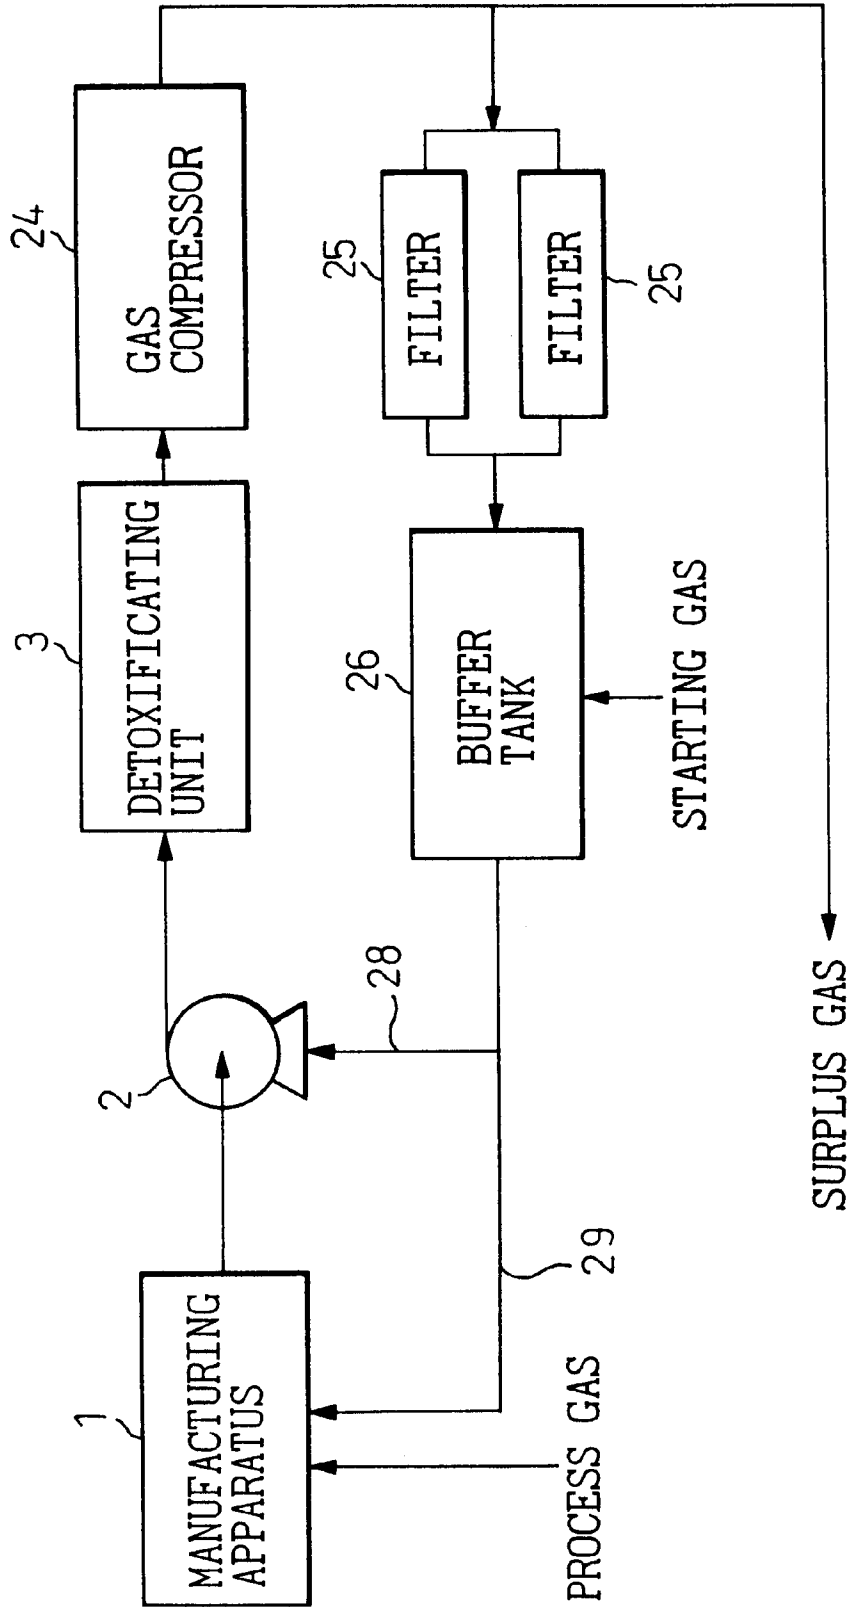 1
MANUFACTURING
APPARATUS
PROCESS GAS
2
28
29
3
DETOXIFICATING
UNIT
24
GAS
COMPRESSOR
25
FILTER
FILTER
25
26
BUFFER
TANK
STARTING GAS
SURPLUS GAS